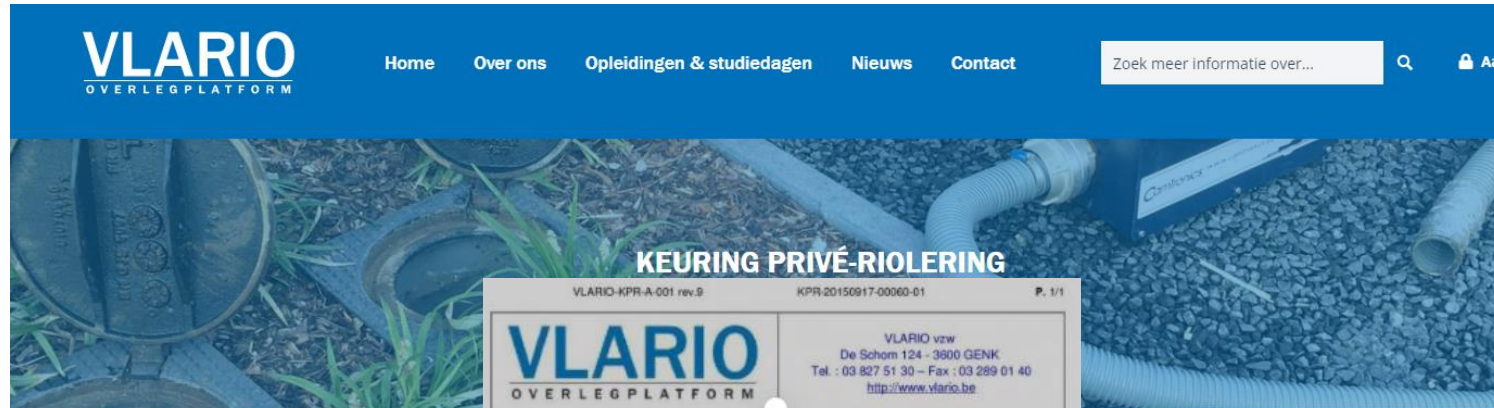 VLARIO
OVERLEGPLATFORM
Home Over ons Opleidingen & studiedagen Nieuws Contact
Zoek meer informatie over...
Camtronics
KEURING PRIVÉ-RIOLERING
VLARIO-KPR-A-001 rev.9 KPR-20150917-00060-01 P. 1/1
VLARIO
OVERLEGPLATFORM
VLARIO vzw
De Schom 124 - 3600 GENK
Tel. : 03 827 51 30 – Fax : 03 289 01 40
http://www.vlario.be